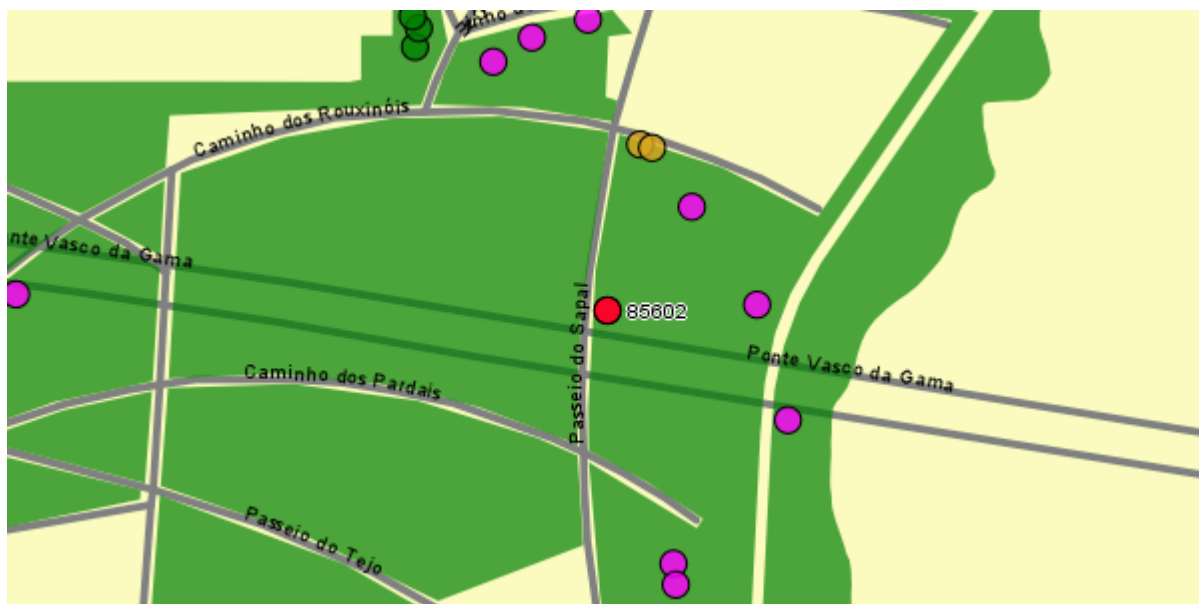 Caminho dos Rouxinóis
nte Vasco da Gama
85602
Passeio do Sapal
Ponte Vasco da Gama
Caminho dos Pardais
Passeio do Tejo